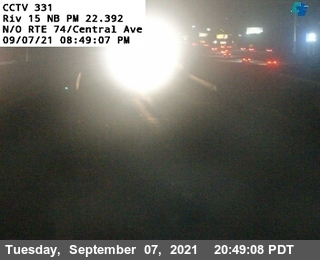 CCTV 331
Riv 15 NB PM 22.392
N/O RTE 74/Central Ave
09/07/21 08:49:07 PM
Tuesday, September 07, 2021 20:49:08 PDT